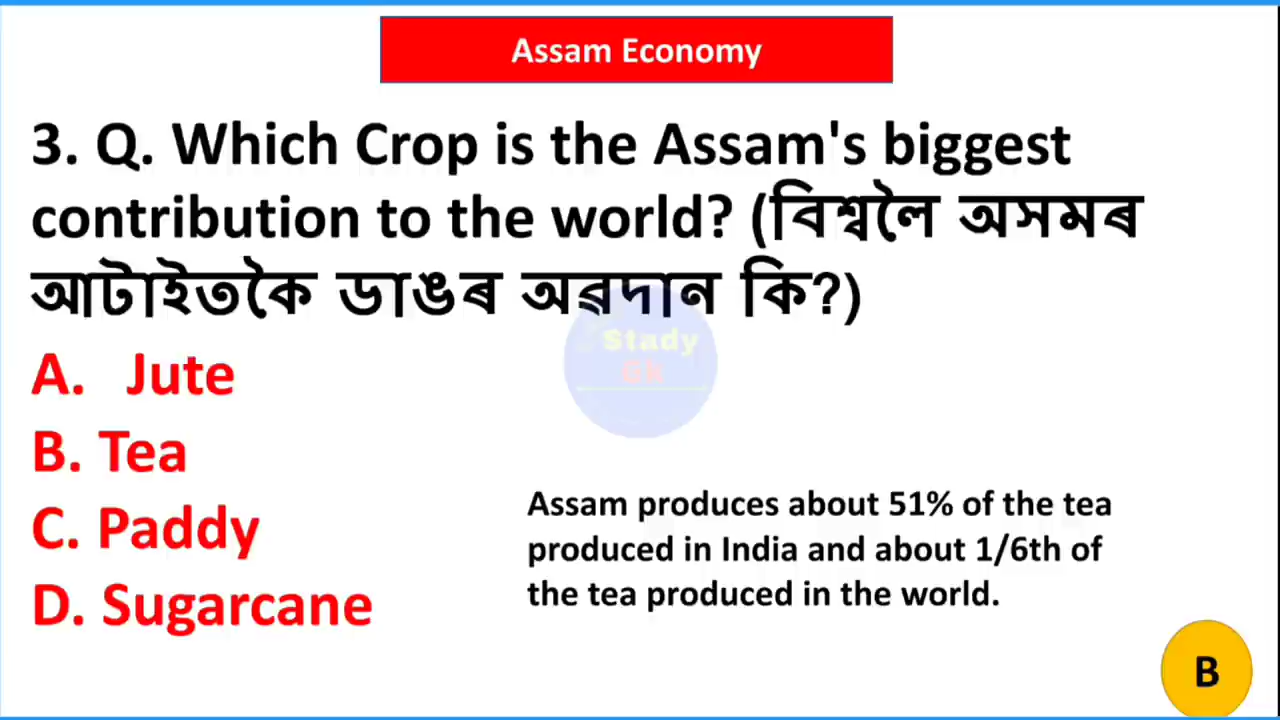 Assam Economy
3. Q. Which Crop is the Assam's biggest
contribution to the world? (বিশ্বলৈ অসমৰ
আটাইতকৈ ডাঙৰ অৱদান কি?)
A. Jute
B. Tea
C. Paddy
D. Sugarcane
Stady
Gk
Assam produces about 51% of the tea
produced in India and about 1/6th of
the tea produced in the world.
B